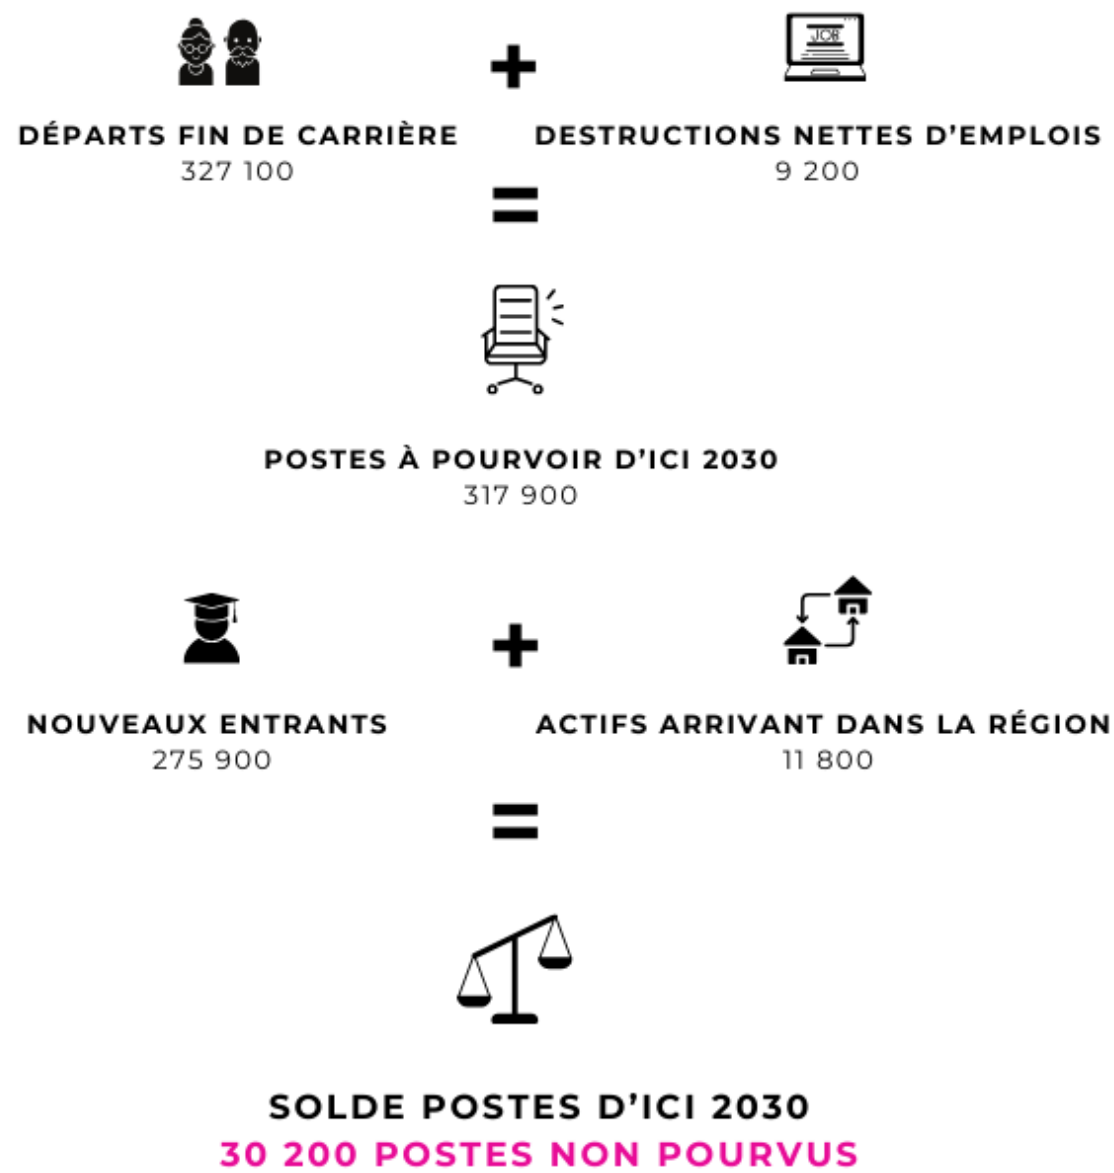 JOB
DÉPARTS FIN DE CARRIÈRE
327 100
+
DESTRUCTIONS NETTES D'EMPLOIS
9 200
=
POSTES À POURVOIR D'ICI 2030
317 900
NOUVEAUX ENTRANTS
275 900
+
ACTIFS ARRIVANT DANS LA RÉGION
11 800
=
SOLDE POSTES D'ICI 2030
30 200 POSTES NON POURVUS